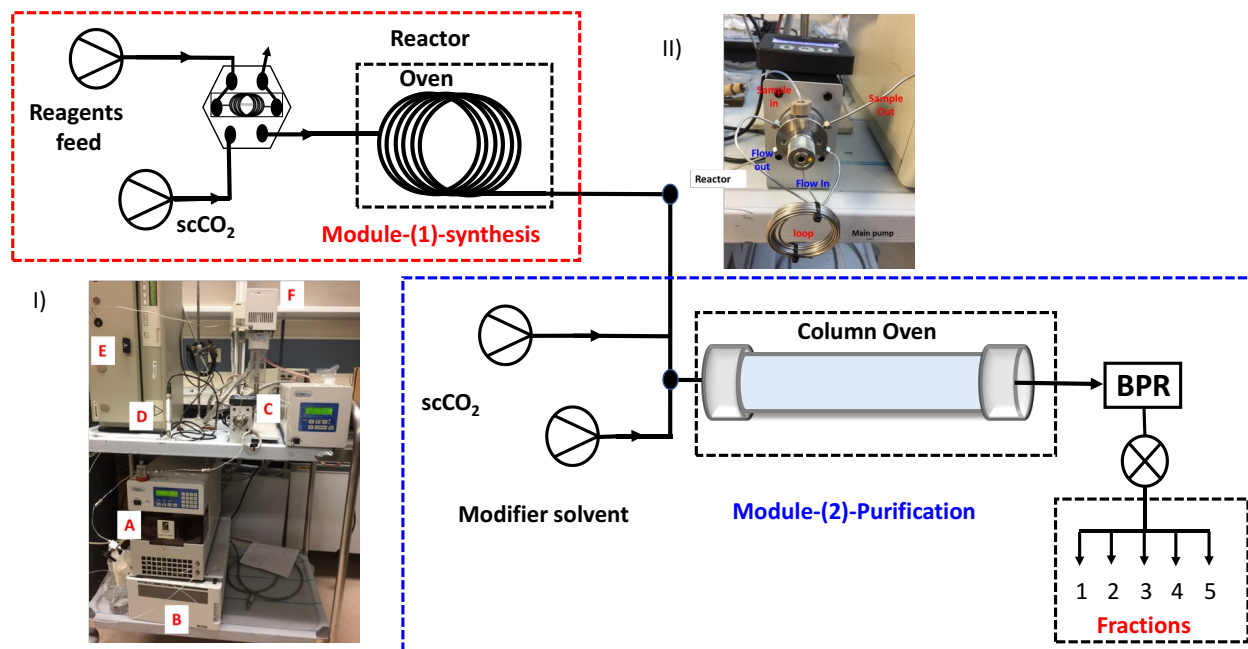 Reactor
Oven
Reagents
feed
scCO₂
Module-(1)-synthesis
II)
Sample
in
Sample
Out
Flow
out
Flow In
Reactor
loop
Main pump
I)
F
E
D
C
A
B
scCO₂
Modifier solvent
Column Oven
BPR
Module-(2)-Purification
1 2 3 4 5
Fractions